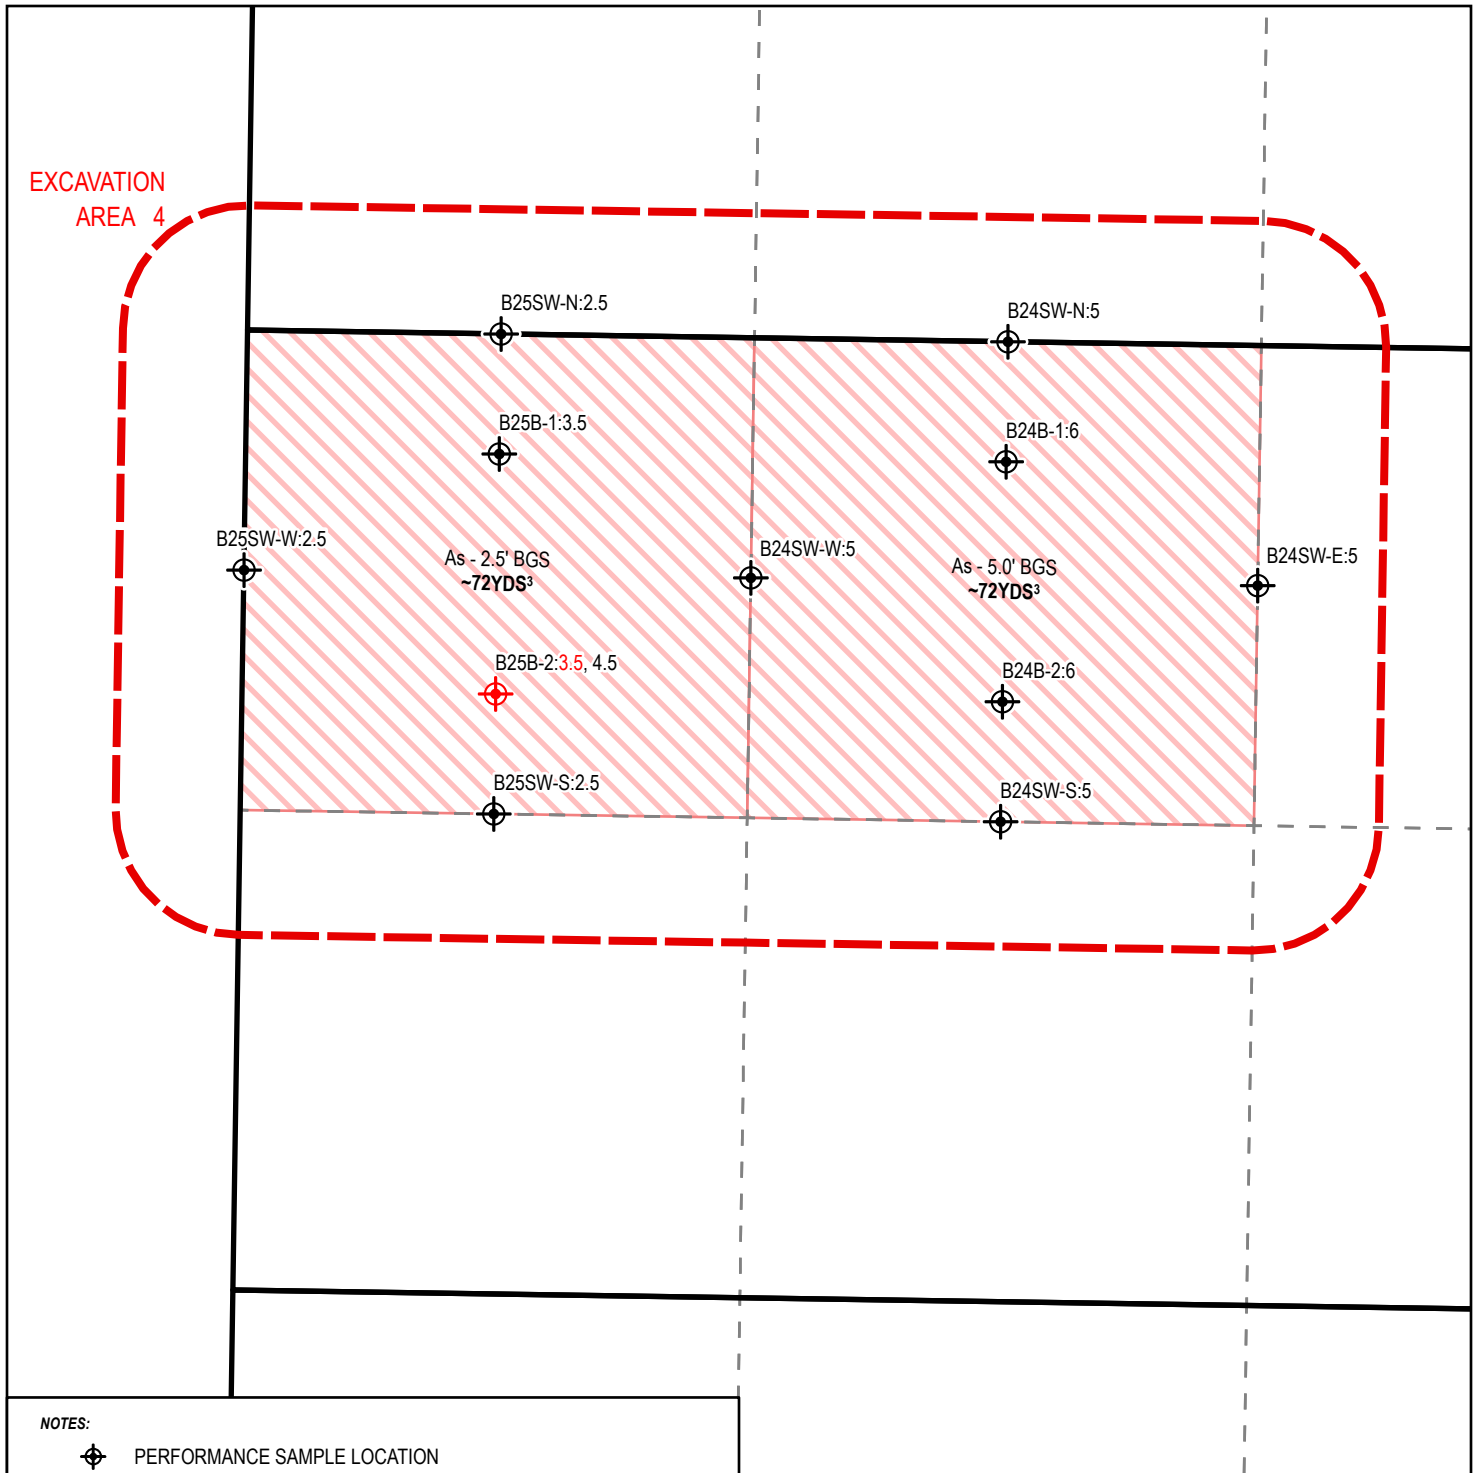 EXCAVATION
AREA 4
B25SW-N:2.5
B24SW-N:5
B25B-1:3.5
B24B-1:6
B25SW-W:2.5
As - 2.5' BGS
~72YDS³
B24SW-W:5
As - 5.0' BGS
~72YDS³
B24SW-E:5
B25B-2:3.5, 4.5
B24B-2:6
B25SW-S:2.5
B24SW-S:5
NOTES:
PERFORMANCE SAMPLE LOCATION